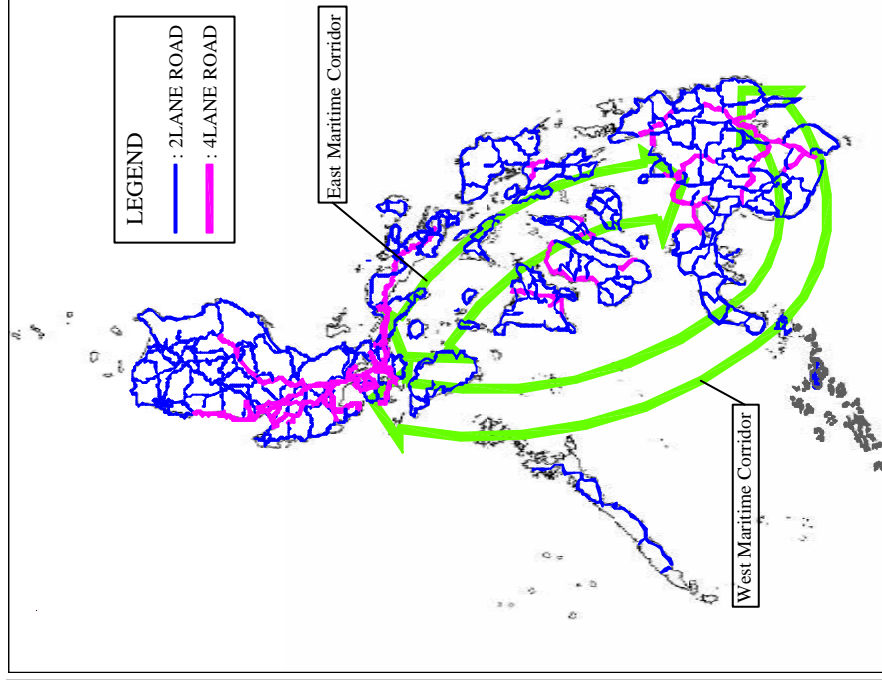 LEGEND
: 2LANE ROAD
: 4LANE ROAD
East Maritime Corridor
West Maritime Corridor